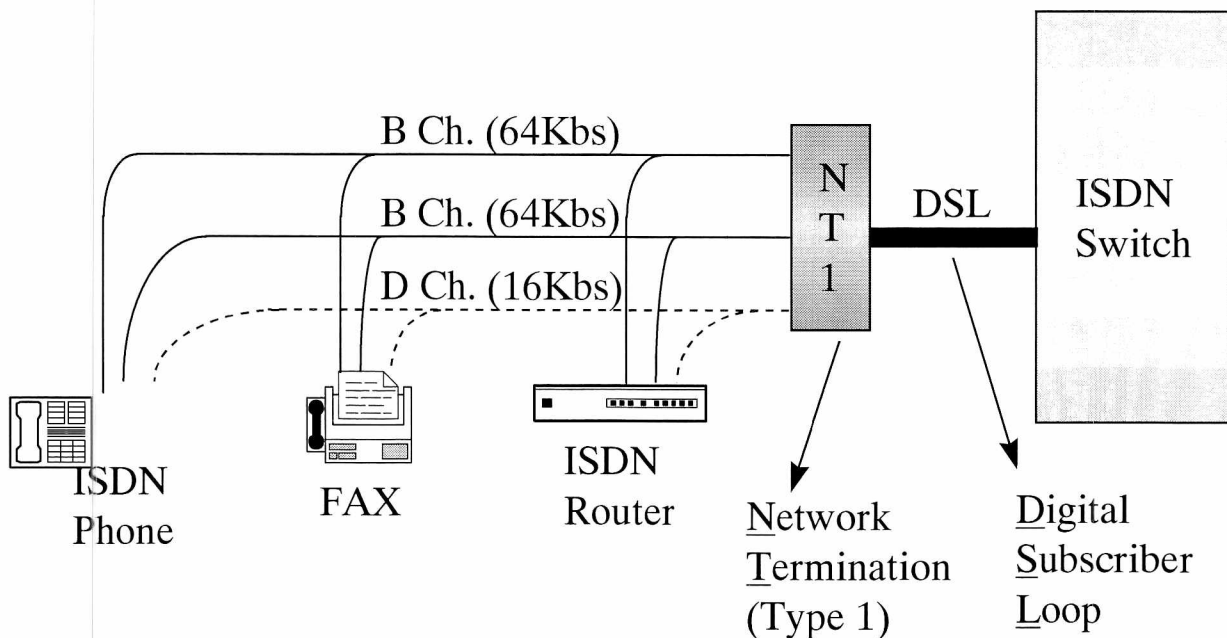 B Ch. (64Kbs)
B Ch. (64Kbs)
D Ch. (16Kbs)
N
T
1
DSL
ISDN
Switch
ISDN
Phone
FAX
ISDN
Router
Network
Termination
(Type 1)
Digital
Subscriber
Loop